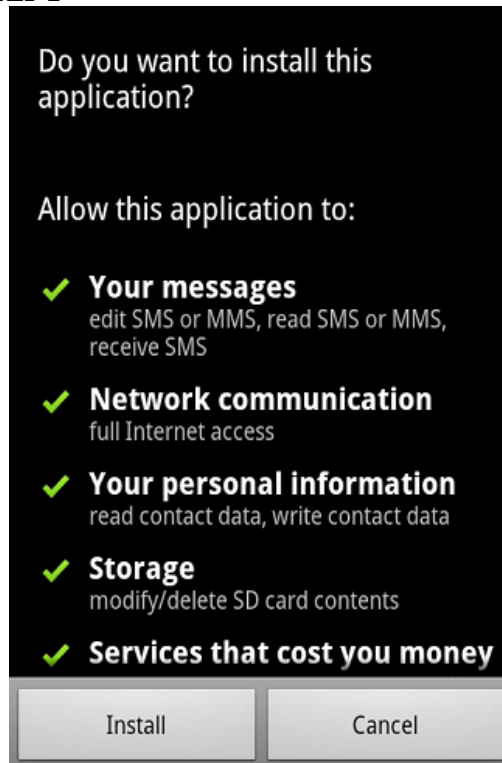 Do you want to install this
application?
Allow this application to:
Your messages
edit SMS or MMS, read SMS or MMS,
receive SMS
Network communication
full Internet access
Your personal information
read contact data, write contact data
Storage
modify/delete SD card contents
Services that cost you money
Install
Cancel